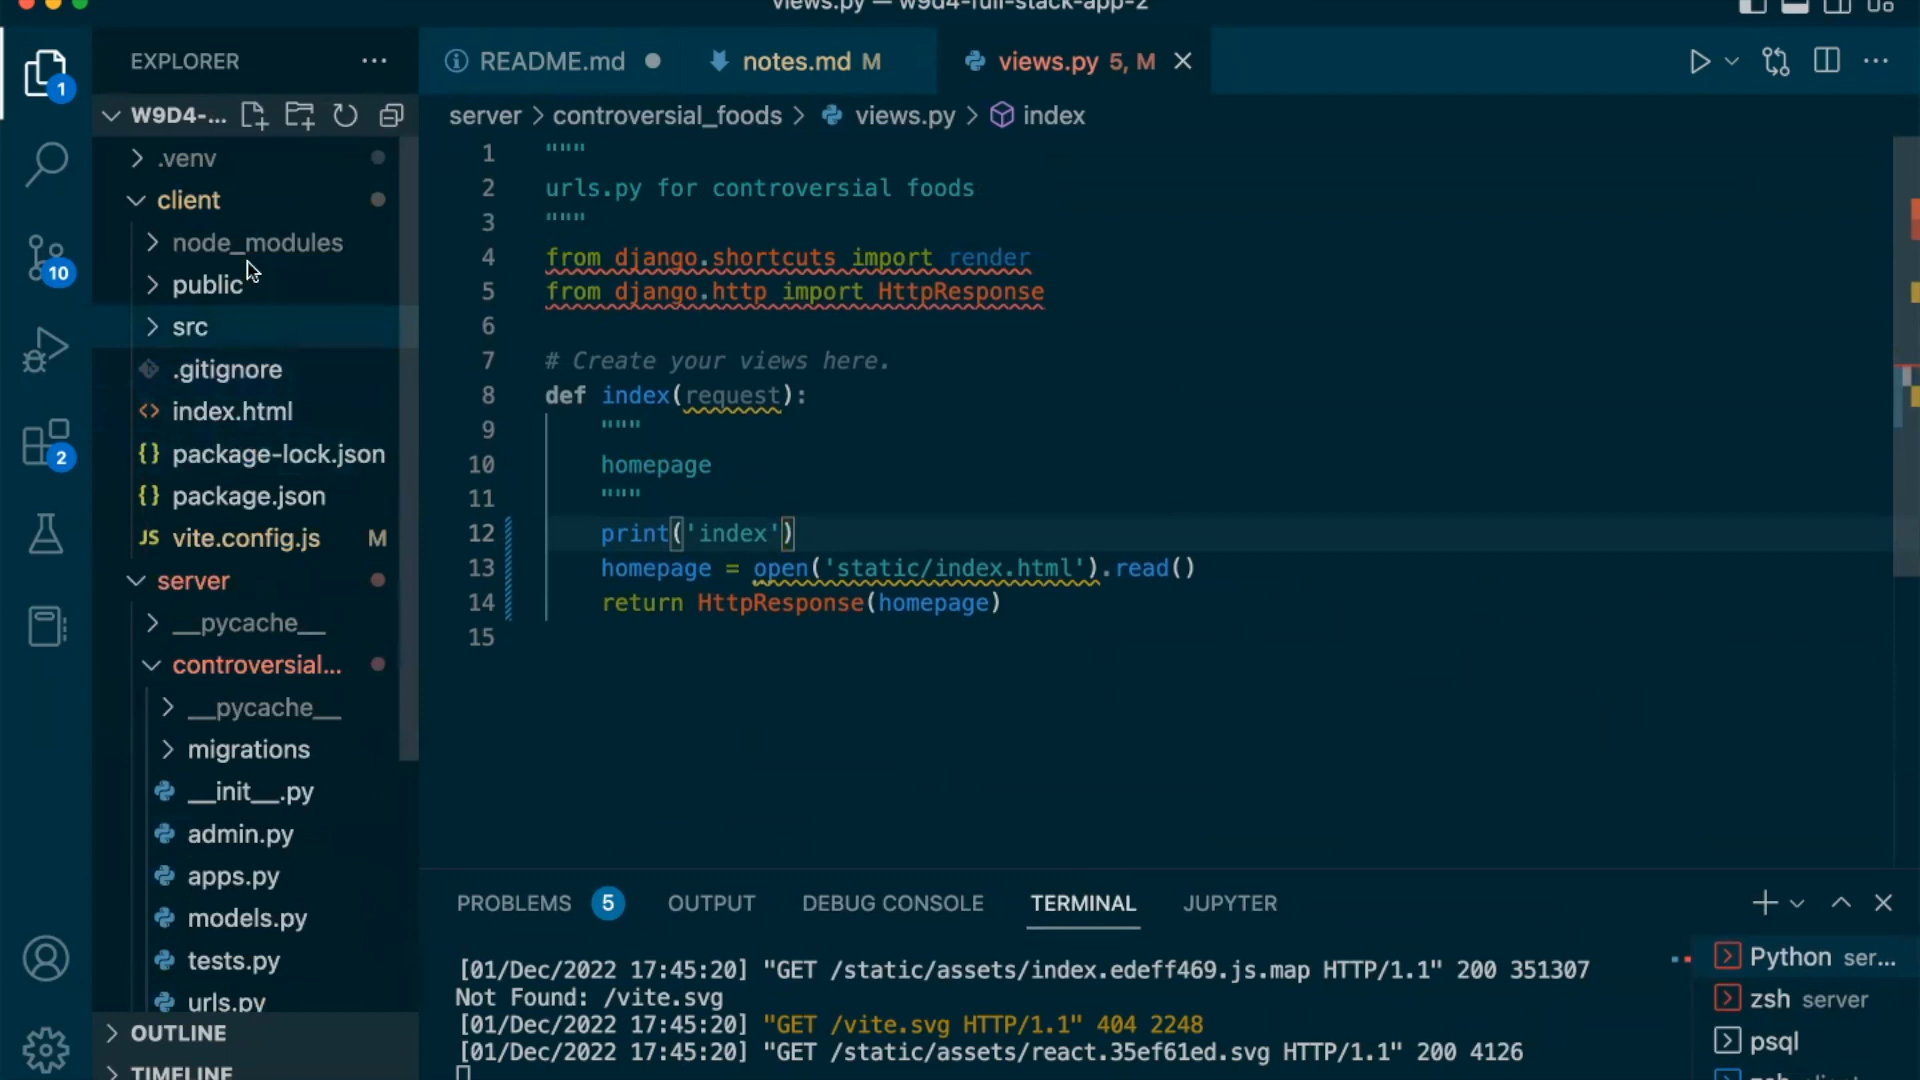 views.py — w9d4-full-stack-app-2
EXPLORER
W9D4-...
.venv
client
node_modules
public
src
.gitignore
index.html
package-lock.json
package.json
vite.config.js M
server
__pycache__
controversial...
__pycache__
migrations
__init__.py
admin.py
apps.py
models.py
tests.py
urls.py
OUTLINE
TIMELINE
1
10
2
README.md
notes.md M
views.py 5, M
server > controversial_foods > views.py > index
1 """
2 urls.py for controversial foods
3 """
4 from django.shortcuts import render
5 from django.http import HttpResponse
6
7 # Create your views here.
8 def index(request):
9 """
10 homepage
11 """
12 print('index')
13 homepage = open('static/index.html').read()
14 return HttpResponse(homepage)
15
PROBLEMS 5 OUTPUT DEBUG CONSOLE TERMINAL JUPYTER
[01/Dec/2022 17:45:20] "GET /static/assets/index.edeff469.js.map HTTP/1.1" 200 351307
Not Found: /vite.svg
[01/Dec/2022 17:45:20] "GET /vite.svg HTTP/1.1" 404 2248
[01/Dec/2022 17:45:20] "GET /static/assets/react.35ef61ed.svg HTTP/1.1" 200 4126
Python ser...
zsh server
psql